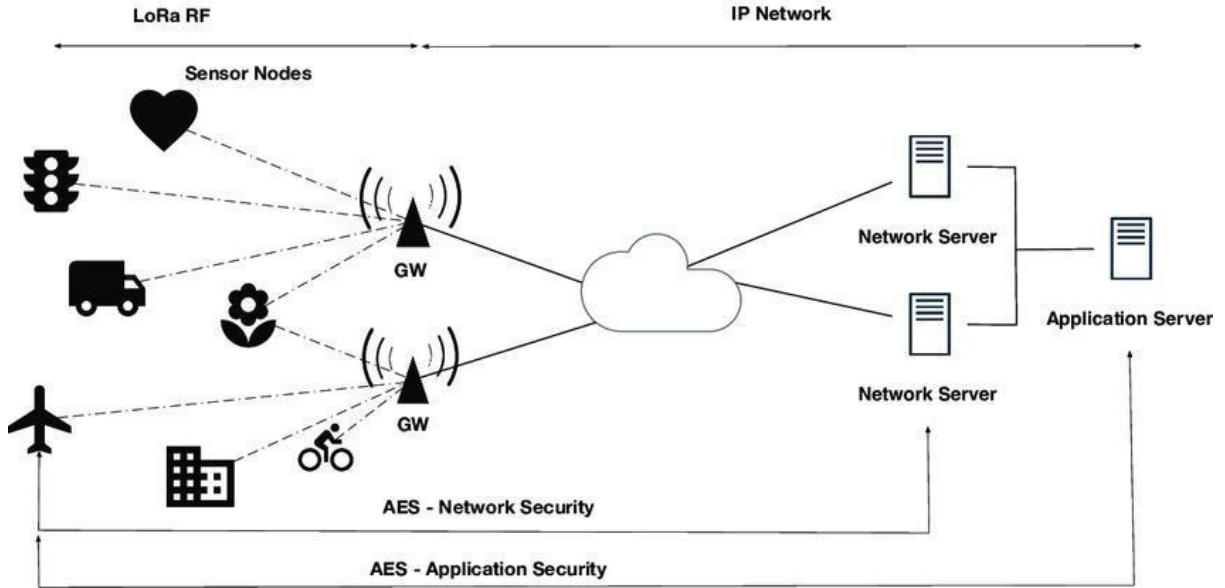 LoRa RF
IP Network
Sensor Nodes
Network Server
GW
Application Server
Network Server
GW
AES - Network Security
AES - Application Security